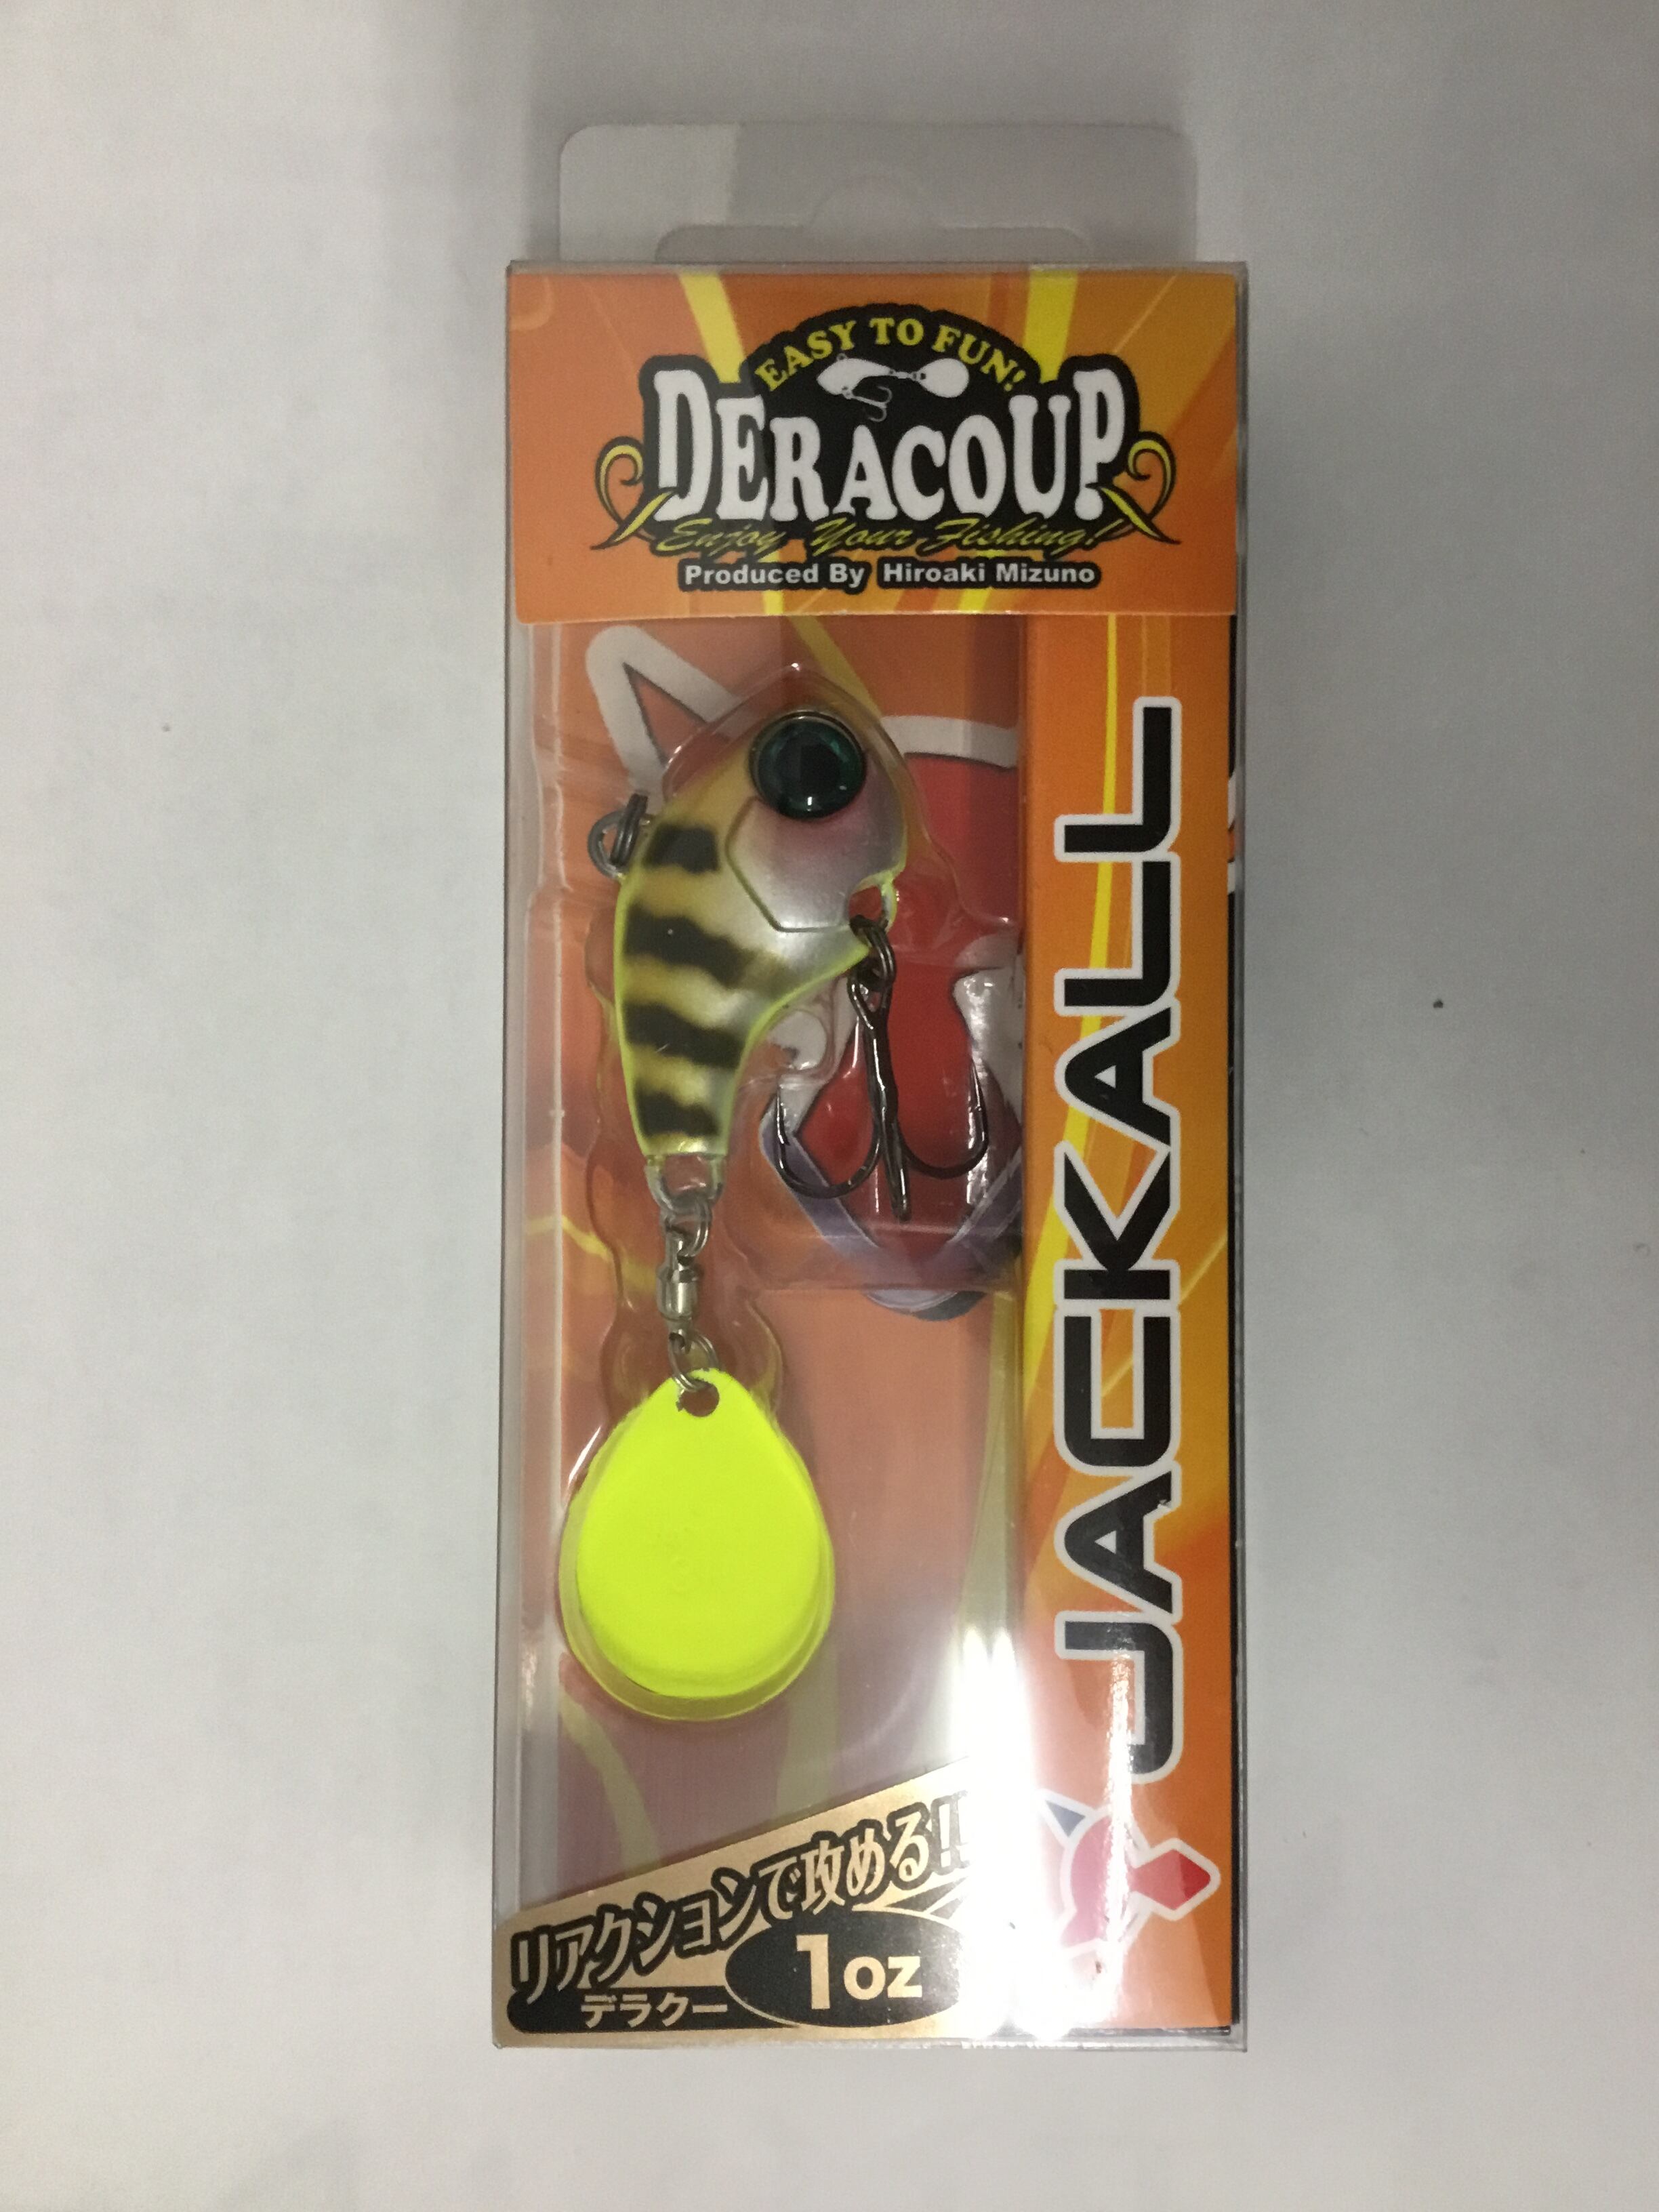 EASY TO FUN!
DERACOUP
Enjoy Your Fishing!
Produced By Hiroaki Mizuno
JACKALL
リアクションで攻める!!
デラクー
1oz